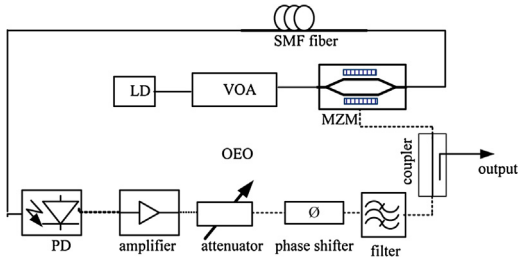 SMF fiber
LD
VOA
MZM
OEO
coupler
output
Ø
PD
amplifier
attenuator
phase shifter
filter